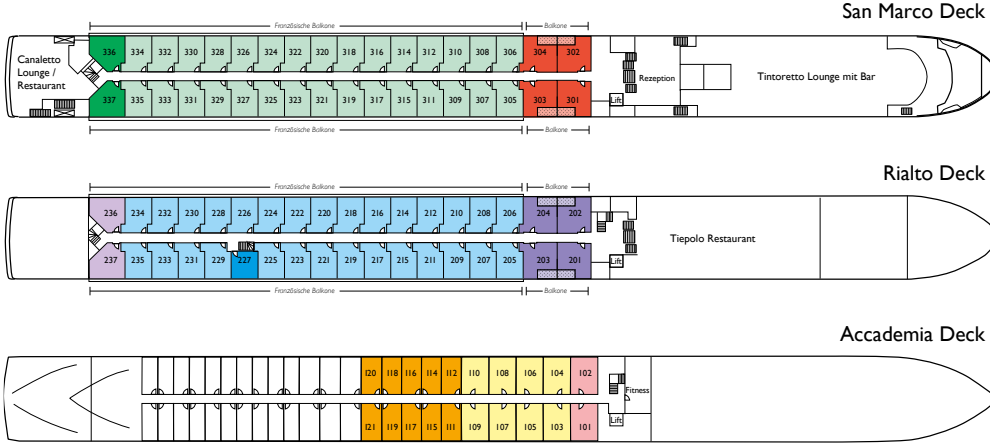 San Marco Deck
Französische Balkone
Balkone
336 334 332 330 328 326 324 322 320 318 316 314 312 310 308 306 304 302
Canaletto
Lounge /
Restaurant
Rezeption
Tintoretto Lounge mit Bar
337 335 333 331 329 327 325 323 321 319 317 315 311 309 307 305 303 301
Lift
Französische Balkone
Balkone
Rialto Deck
Französische Balkone
Balkone
236 234 232 230 228 226 224 222 220 218 216 214 212 210 208 206 204 202
Tiepolo Restaurant
237 235 233 231 229 227 225 223 221 219 217 215 211 209 207 205 203 201
Lift
Französische Balkone
Balkone
Accademia Deck
120 118 116 114 112 110 108 106 104 102
Fitness
121 119 117 115 111 109 107 105 103 101
Lift